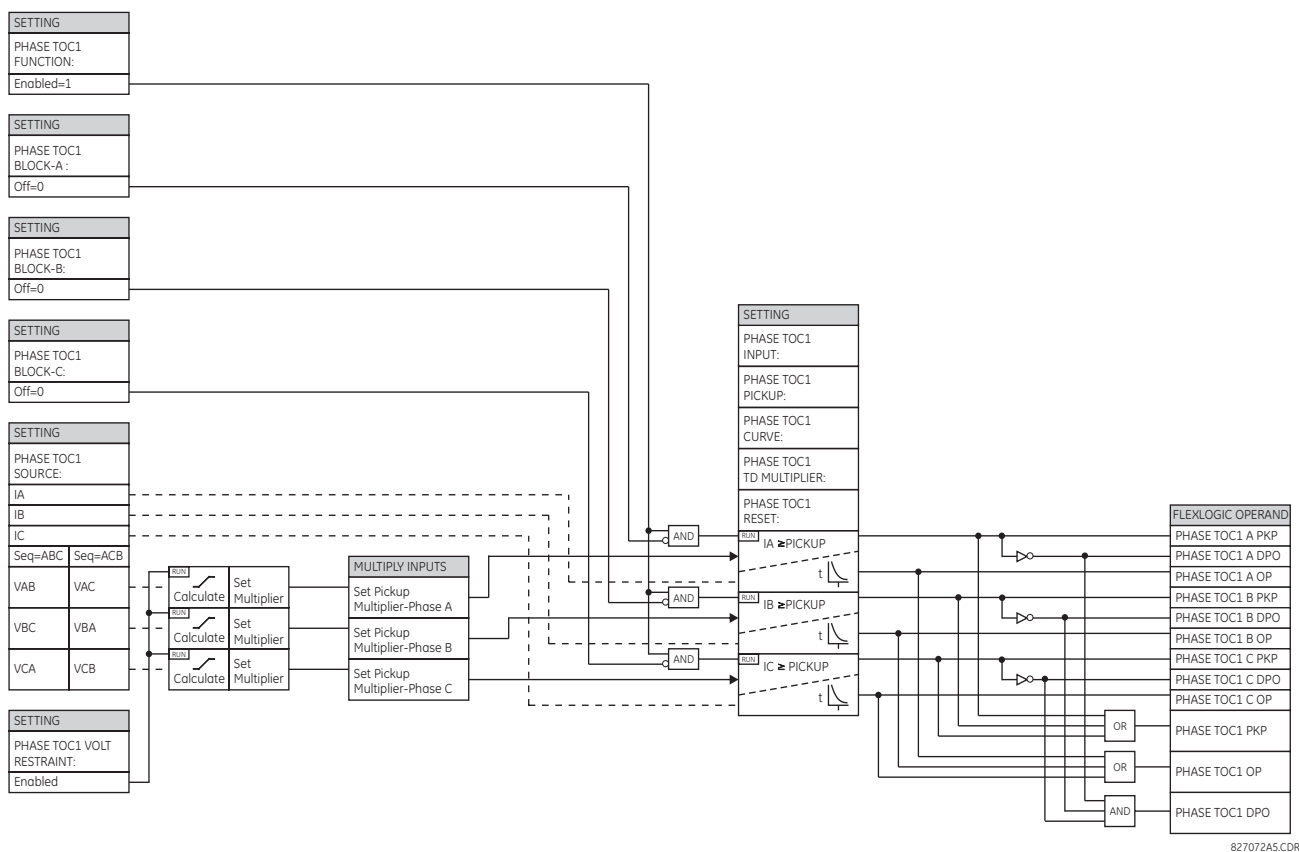 SETTING
PHASE TOC1
FUNCTION:
Enabled=1
SETTING
PHASE TOC1
BLOCK-A :
Off=0
SETTING
PHASE TOC1
BLOCK-B:
Off=0
SETTING
PHASE TOC1
BLOCK-C:
Off=0
SETTING
PHASE TOC1
SOURCE:
IA
IB
IC
Seq=ABC Seq=ACB
VAB VAC
VBC VBA
VCA VCB
SETTING
PHASE TOC1 VOLT
RESTRAINT:
Enabled
RUN
Calculate
Set
Multiplier
RUN
Calculate
Set
Multiplier
RUN
Calculate
Set
Multiplier
MULTIPLY INPUTS
Set Pickup
Multiplier-Phase A
Set Pickup
Multiplier-Phase B
Set Pickup
Multiplier-Phase C
AND
AND
AND
SETTING
PHASE TOC1
INPUT:
PHASE TOC1
PICKUP:
PHASE TOC1
CURVE:
PHASE TOC1
TD MULTIPLIER:
PHASE TOC1
RESET:
RUN IA ≥PICKUP
t
RUN IB ≥PICKUP
t
RUN IC ≥ PICKUP
t
OR
OR
AND
FLEXLOGIC OPERAND
PHASE TOC1 A PKP
PHASE TOC1 A DPO
PHASE TOC1 A OP
PHASE TOC1 B PKP
PHASE TOC1 B DPO
PHASE TOC1 B OP
PHASE TOC1 C PKP
PHASE TOC1 C DPO
PHASE TOC1 C OP
PHASE TOC1 PKP
PHASE TOC1 OP
PHASE TOC1 DPO
827072A5.CDR